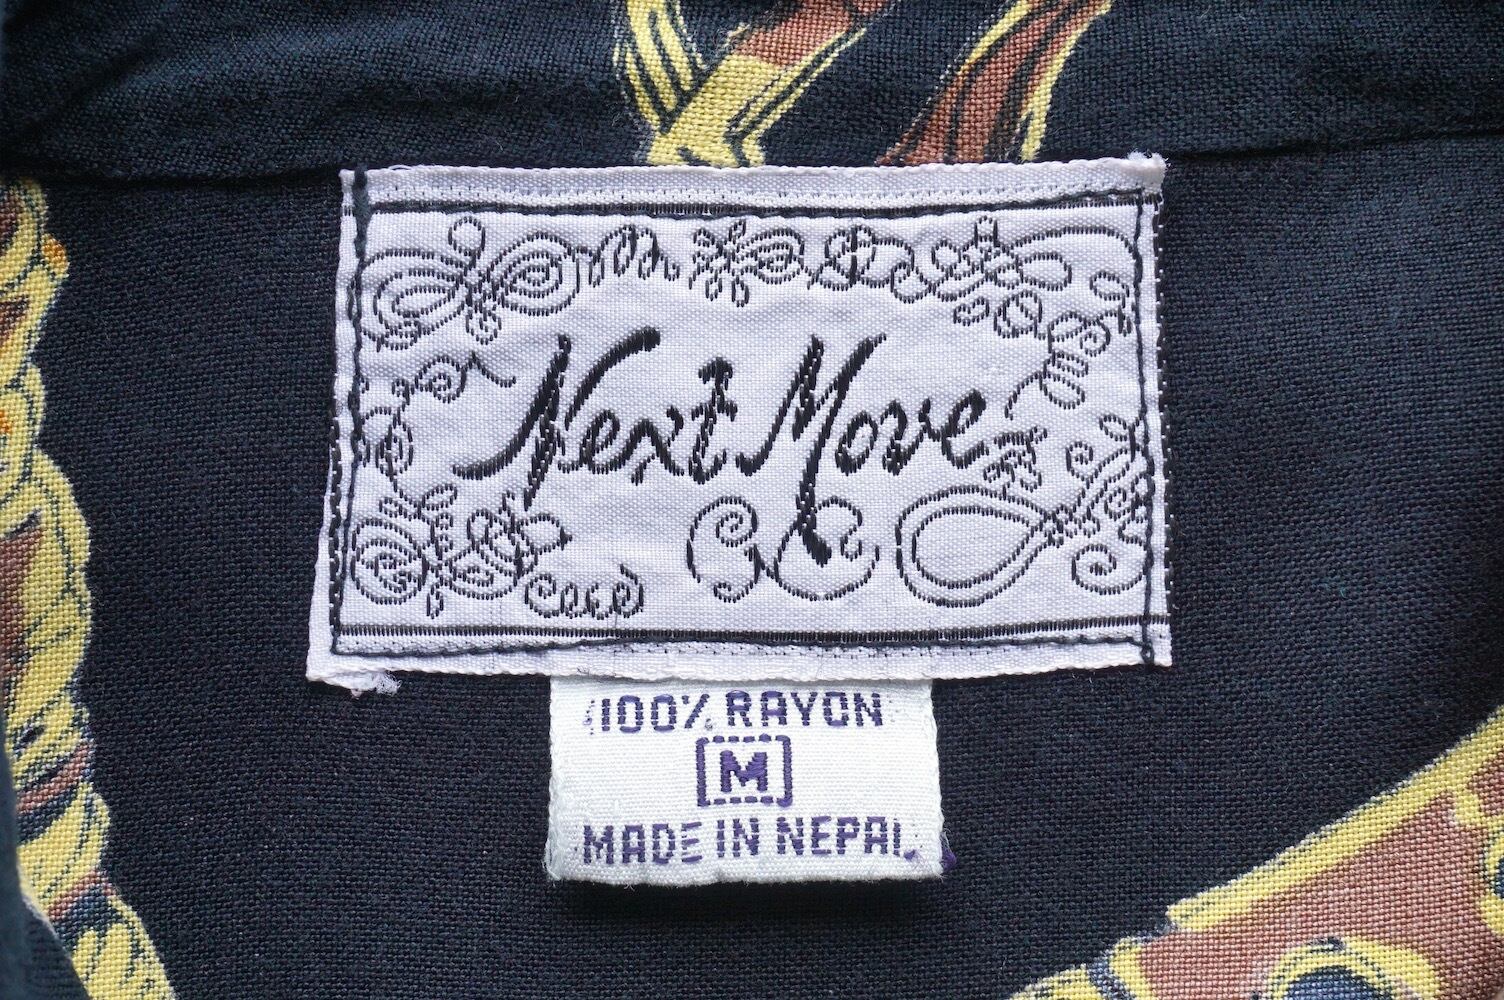 Next Move
100% RAYON
M
MADE IN NEPAL